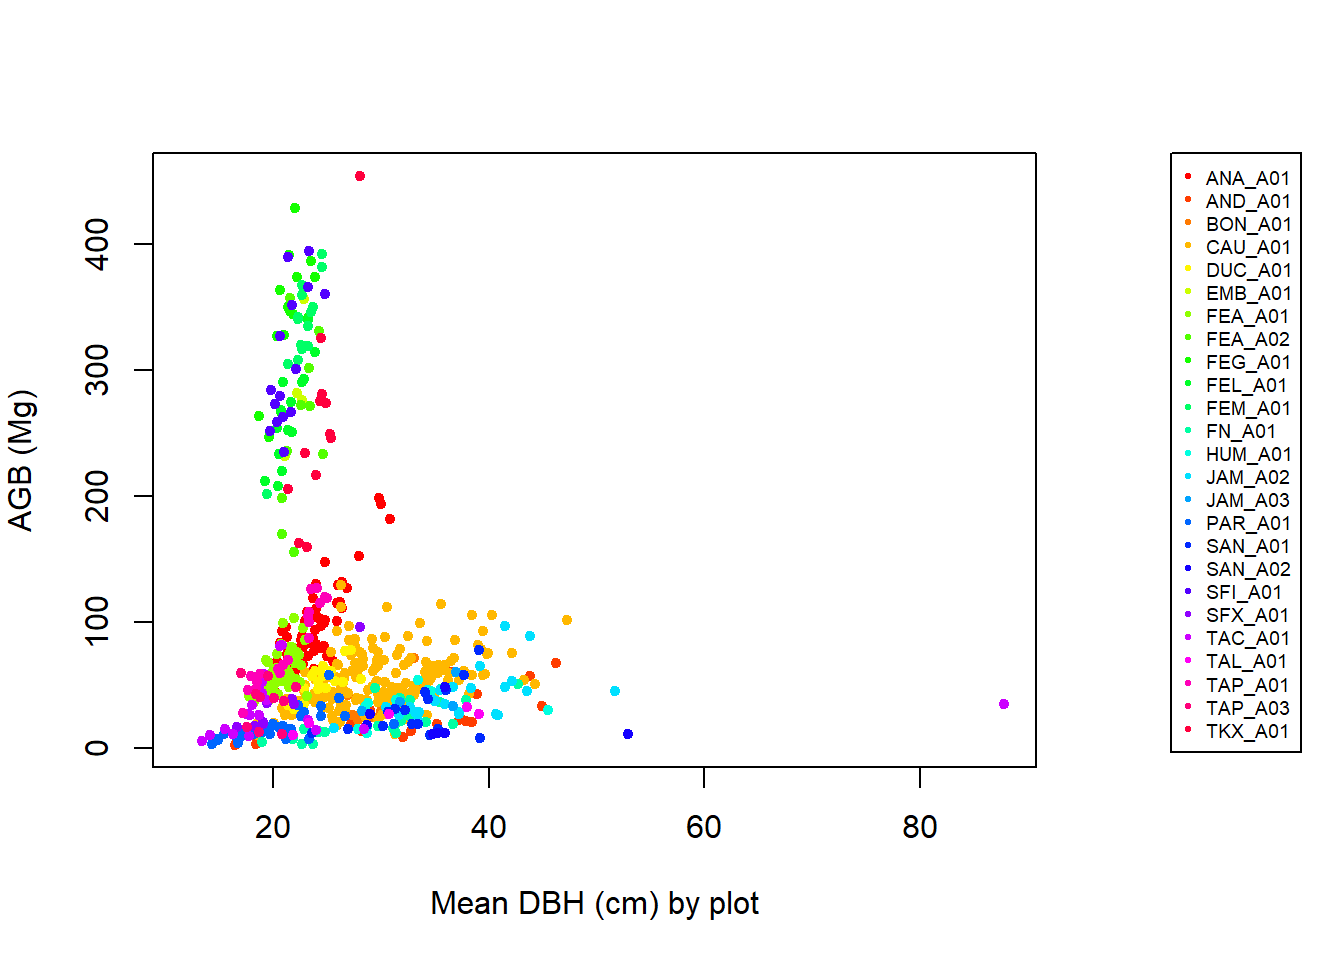 AGB (Mg)
400
300
200
100
0
20 40 60 80
Mean DBH (cm) by plot
ANA_A01
AND_A01
BON_A01
CAU_A01
DUC_A01
EMB_A01
FEA_A01
FEA_A02
FEG_A01
FEL_A01
FEM_A01
FN_A01
HUM_A01
JAM_A02
JAM_A03
PAR_A01
SAN_A01
SAN_A02
SFI_A01
SFX_A01
TAC_A01
TAL_A01
TAP_A01
TAP_A03
TKX_A01